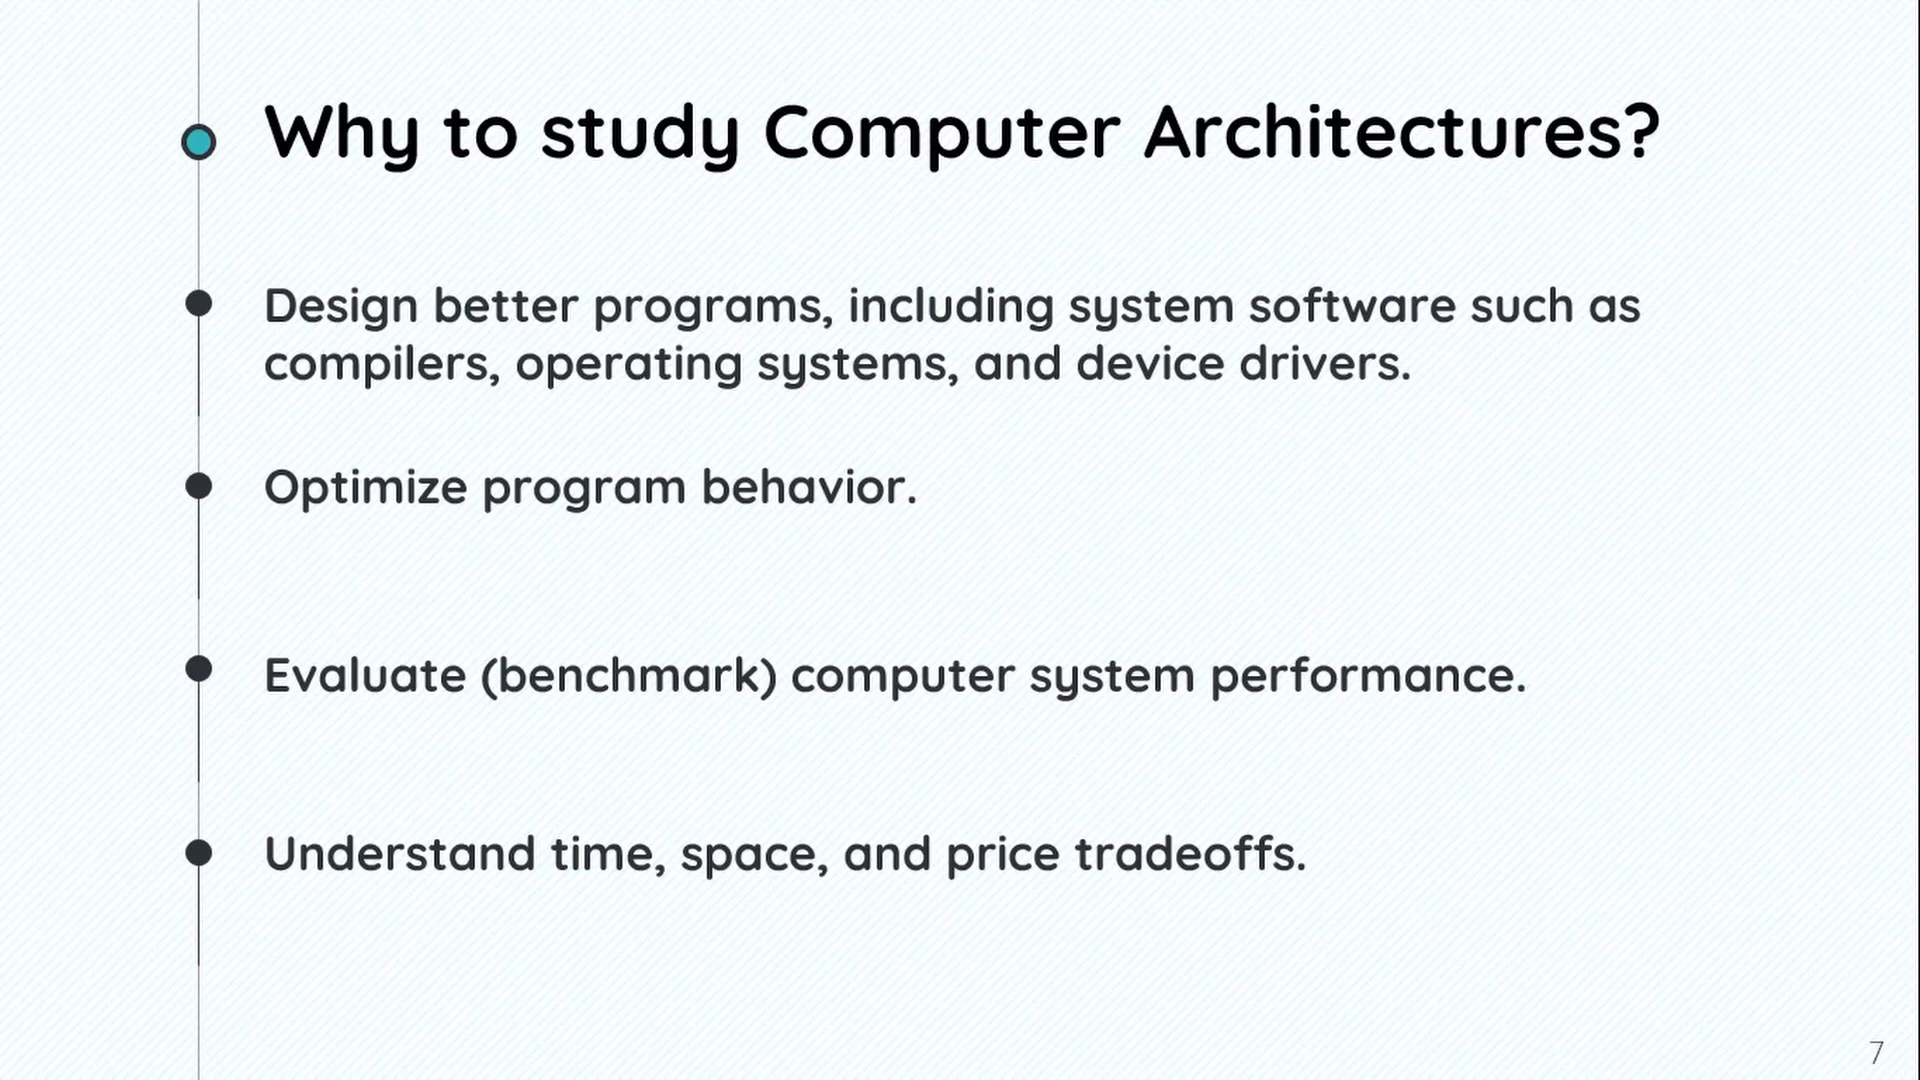 Why to study Computer Architectures?
Design better programs, including system software such as
compilers, operating systems, and device drivers.
Optimize program behavior.
Evaluate (benchmark) computer system performance.
Understand time, space, and price tradeoffs.
7